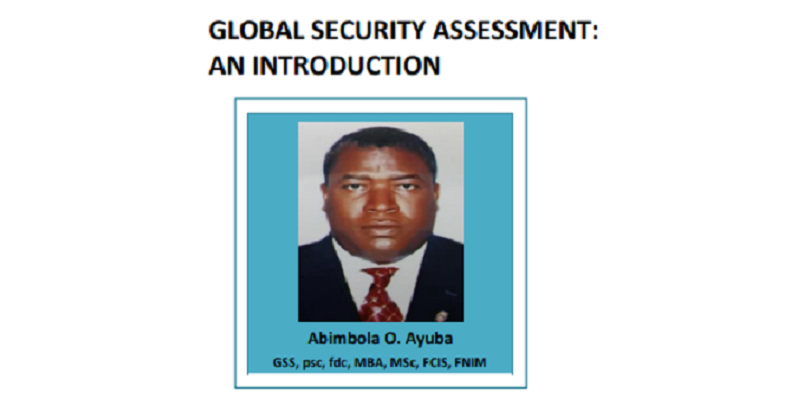 GLOBAL SECURITY ASSESSMENT:
AN INTRODUCTION
Abimbola O. Ayuba
GSS, psc, fdc, MBA, MSc, FCIS, FNIM